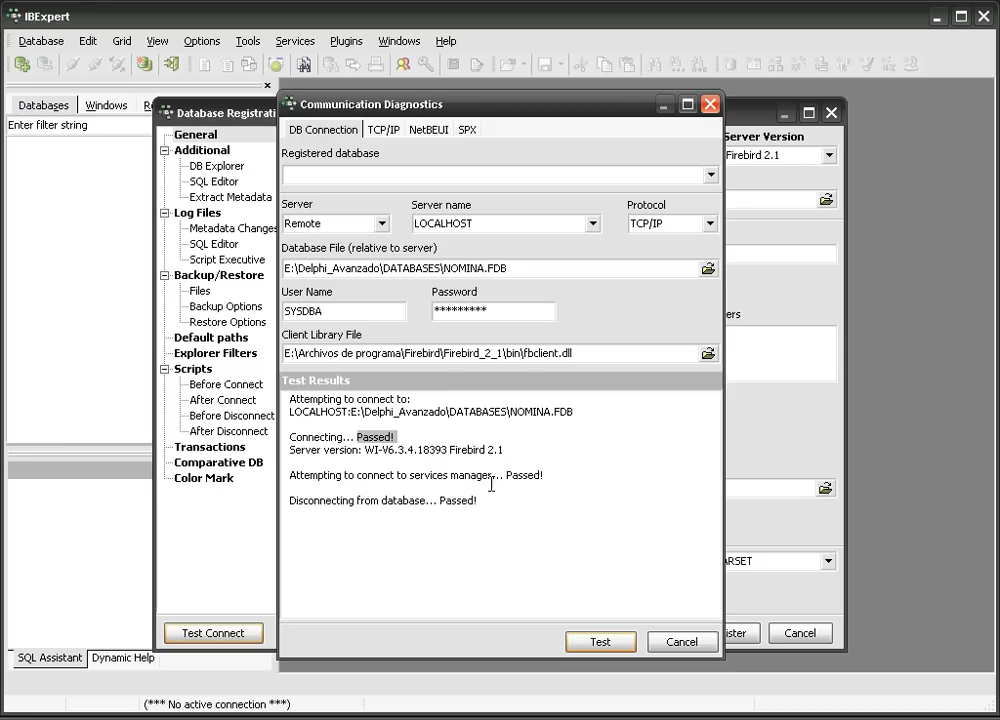 IBExpert
Database Edit Grid View Options Tools Services Plugins Windows Help
Databases Windows R
Enter filter string
Database Registrati
General
Additional
DB Explorer
SQL Editor
Extract Metadata
Log Files
Metadata Changes
SQL Editor
Script Executive
Backup/Restore
Files
Backup Options
Restore Options
Default paths
Explorer Filters
Scripts
Before Connect
After Connect
Before Disconnect
After Disconnect
Transactions
Comparative DB
Color Mark
Test Connect
Communication Diagnostics
DB Connection TCP/IP NetBEUI SPX
Registered database
Server Server name Protocol
Remote LOCALHOST TCP/IP
Database File (relative to server)
E:\Delphi_Avanzado\DATABASES\NOMINA.FDB
User Name Password
SYSDBA *********
Client Library File
E:\Archivos de programa\Firebird\Firebird_2_1\bin\fbclient.dll
Test Results
Attempting to connect to:
LOCALHOST:E:\Delphi_Avanzado\DATABASES\NOMINA.FDB
Connecting... Passed!
Server version: WI-V6.3.4.18393 Firebird 2.1
Attempting to connect to services manager... Passed!
Disconnecting from database... Passed!
Test Cancel
Server Version
Firebird 2.1
ers
ARSET
ister Cancel
SQL Assistant Dynamic Help
(*** No active connection ***)